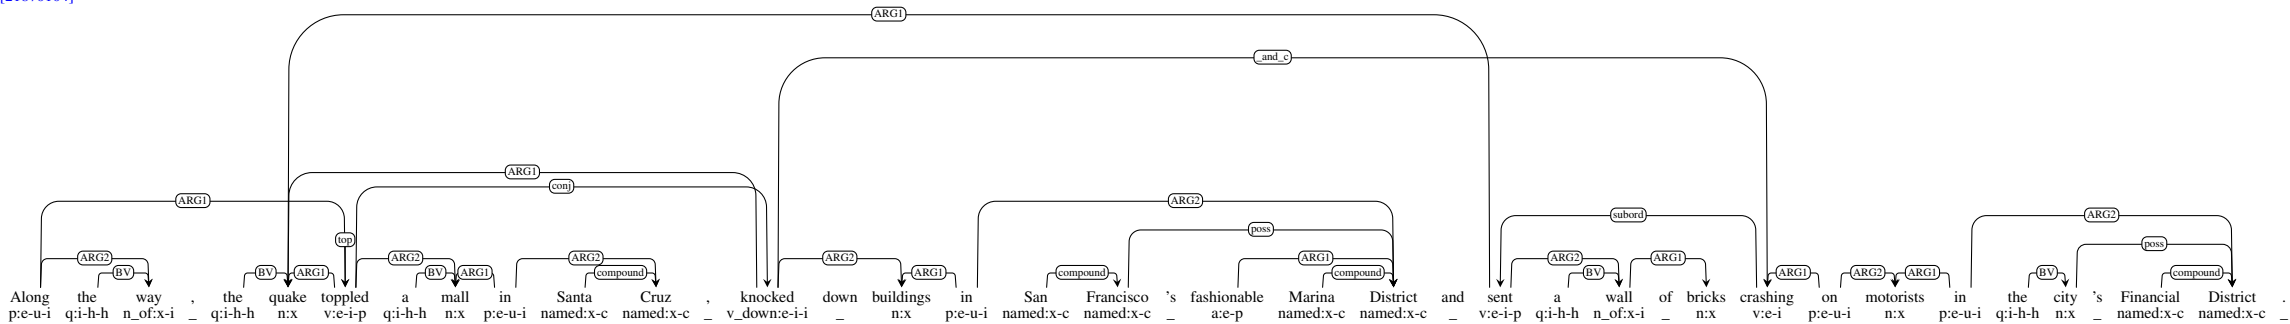 ARG1
_and_c
ARG1
conj
ARG1 ARG2
subord ARG2
poss
top poss
ARG2 ARG2 ARG2 ARG2 ARG1 ARG2 ARG1
BV BV ARG1 BV ARG1 compound ARG1 compound compound BV ARG1 ARG2 ARG1 BV compound
Along the way , the quake toppled a mall in Santa Cruz , knocked down buildings in San Francisco 's fashionable Marina District and sent a wall of bricks crashing on motorists in the city 's Financial District .
p:e-u-i q:i-h-h n_of:x-i _ q:i-h-h n:x v:e-i-p q:i-h-h n:x p:e-u-i named:x-c named:x-c _ v_down:e-i-i _ n:x p:e-u-i named:x-c named:x-c _ a:e-p named:x-c named:x-c _ v:e-i-p q:i-h-h n_of:x-i _ n:x v:e-i p:e-u-i n:x p:e-u-i q:i-h-h n:x _ named:x-c named:x-c _